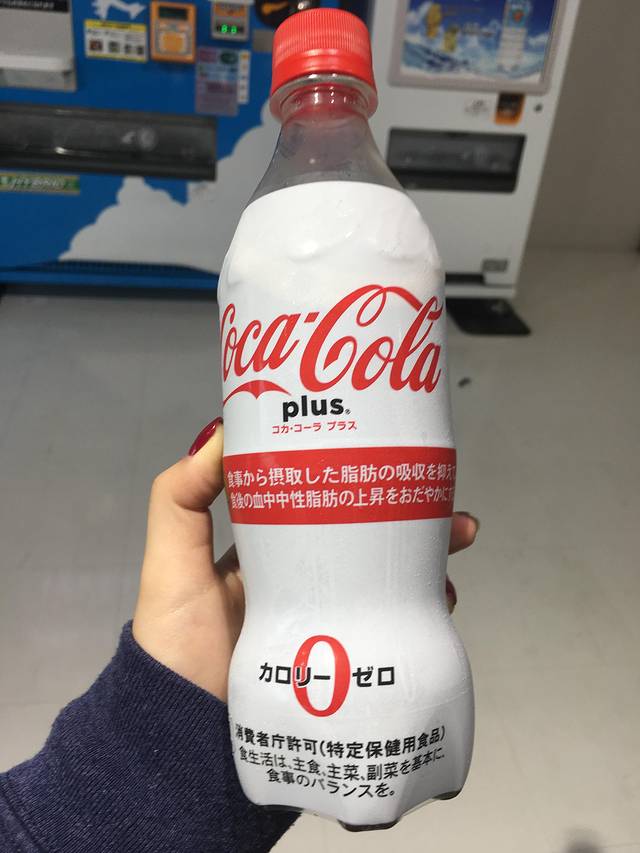 Coca-Cola
plus®
コカ・コーラ プラス
食事から摂取した脂肪の吸収を抑えて
食後の血中中性脂肪の上昇をおだやかに
カロリー0ゼロ
消費者庁許可(特定保健用食品)
食生活は、主食、主菜、副菜を基本に、
食事のバランスを。